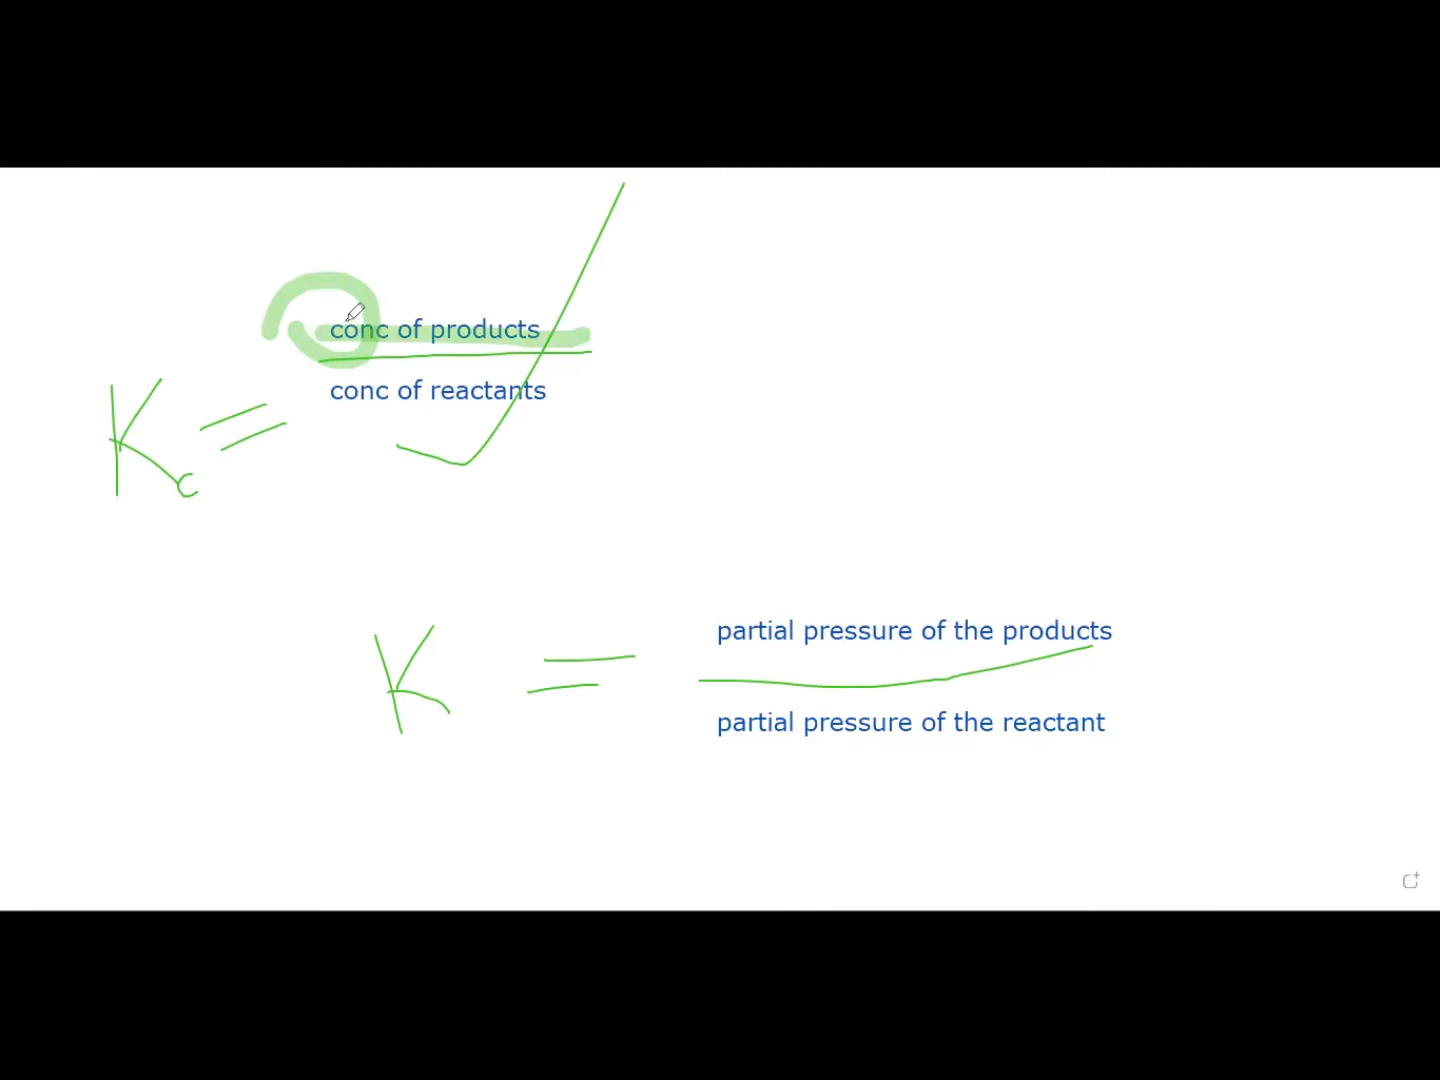 conc of products
Kc =
conc of reactants
partial pressure of the products
K =
partial pressure of the reactant